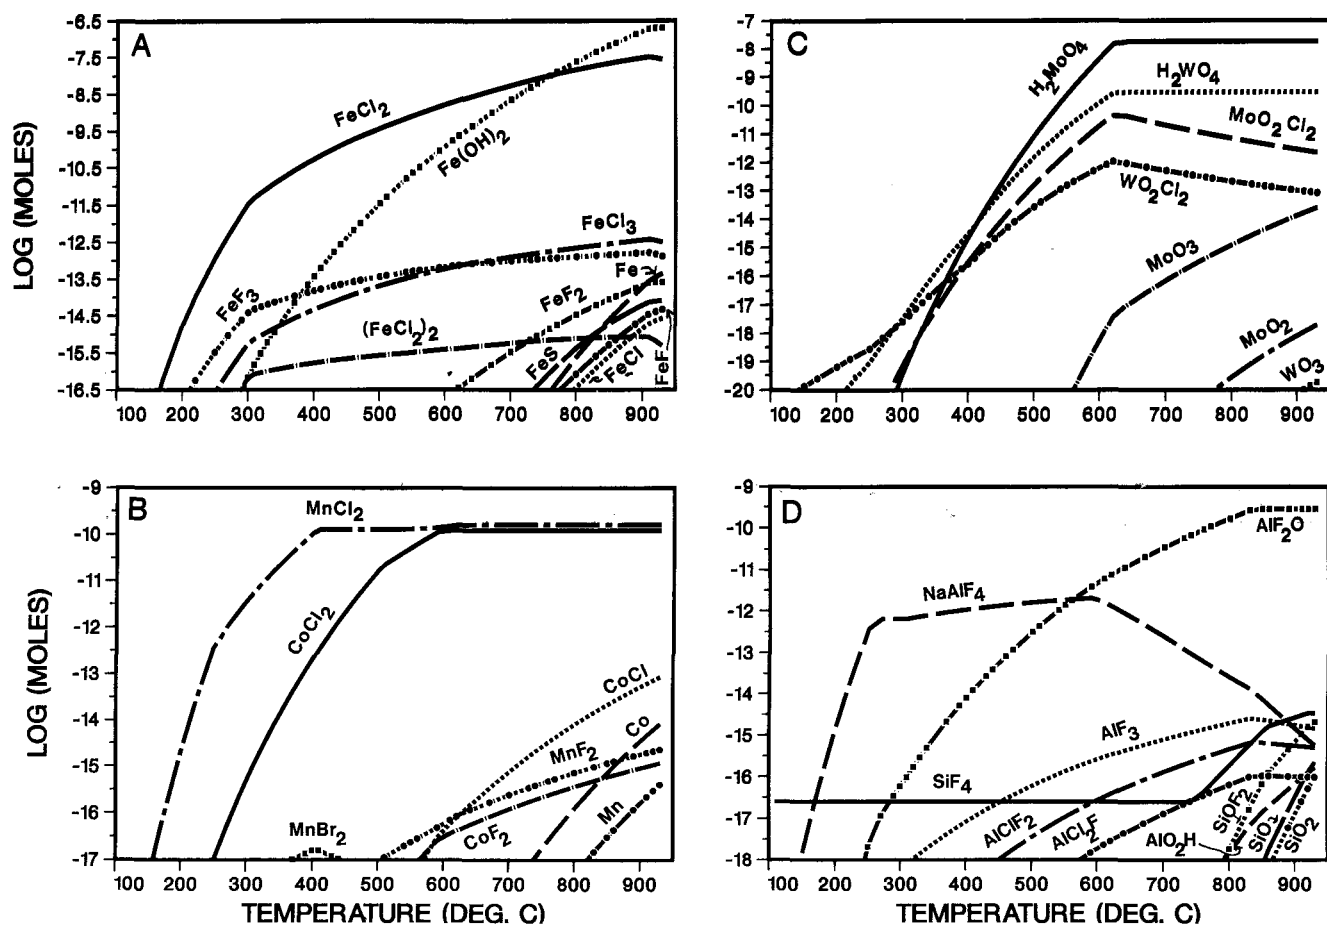 A
-6.5
-7.5
-8.5
-9.5
-10.5
-11.5
-12.5
-13.5
-14.5
-15.5
-16.5
LOG (MOLES)
FeCl2
Fe(OH)2
FeCl3
FeF3
(FeCl2)2
FeF2
Fe
FeS
FeCl
FeF
100 200 300 400 500 600 700 800 900
C
-7
-8
-9
-10
-11
-12
-13
-14
-15
-16
-17
-18
-19
-20
H2MoO4
H2WO4
MoO2Cl2
WO2Cl2
MoO3
MoO2
WO3
100 200 300 400 500 600 700 800 900
B
-9
-10
-11
-12
-13
-14
-15
-16
-17
LOG (MOLES)
MnCl2
CoCl2
CoCl
Co
MnF2
CoF2
Mn
MnBr2
100 200 300 400 500 600 700 800 900
TEMPERATURE (DEG. C)
D
-9
-10
-11
-12
-13
-14
-15
-16
-17
-18
AlF2O
NaAlF4
AlF3
SiF4
AlClF2
AlCl2F
AlO2H
SiOF2
SiO2
100 200 300 400 500 600 700 800 900
TEMPERATURE (DEG. C)